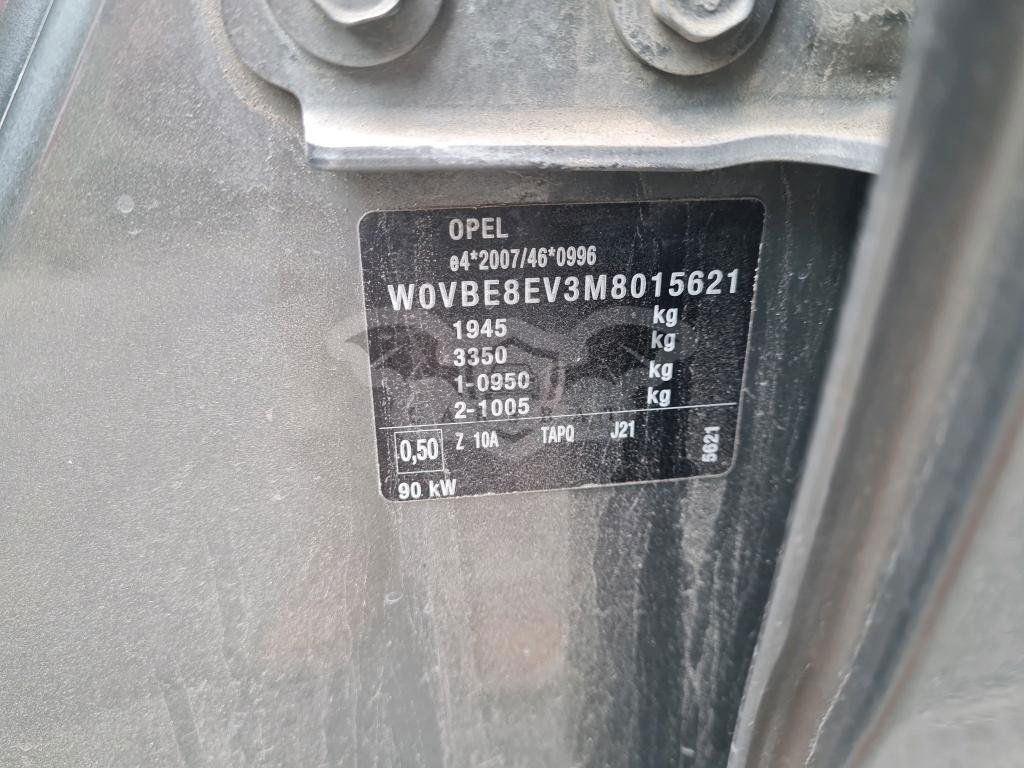 OPEL
e4*2007/46*0996
W0VBE8EV3M8015621
1945 kg
3350 kg
1-0950 kg
2-1005 kg
0,50 Z 10A TAPQ J21 5621
90 kW